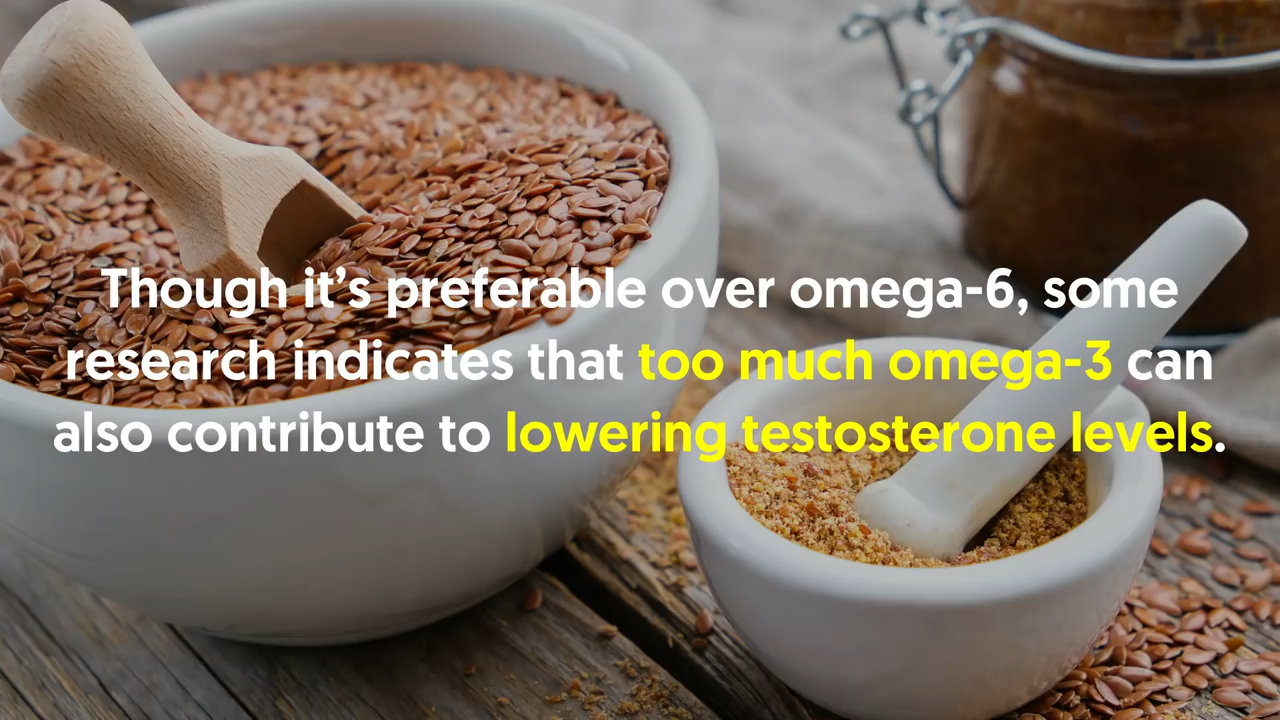 Though it’s preferable over omega-6, some
research indicates that too much omega-3 can
also contribute to lowering testosterone levels.